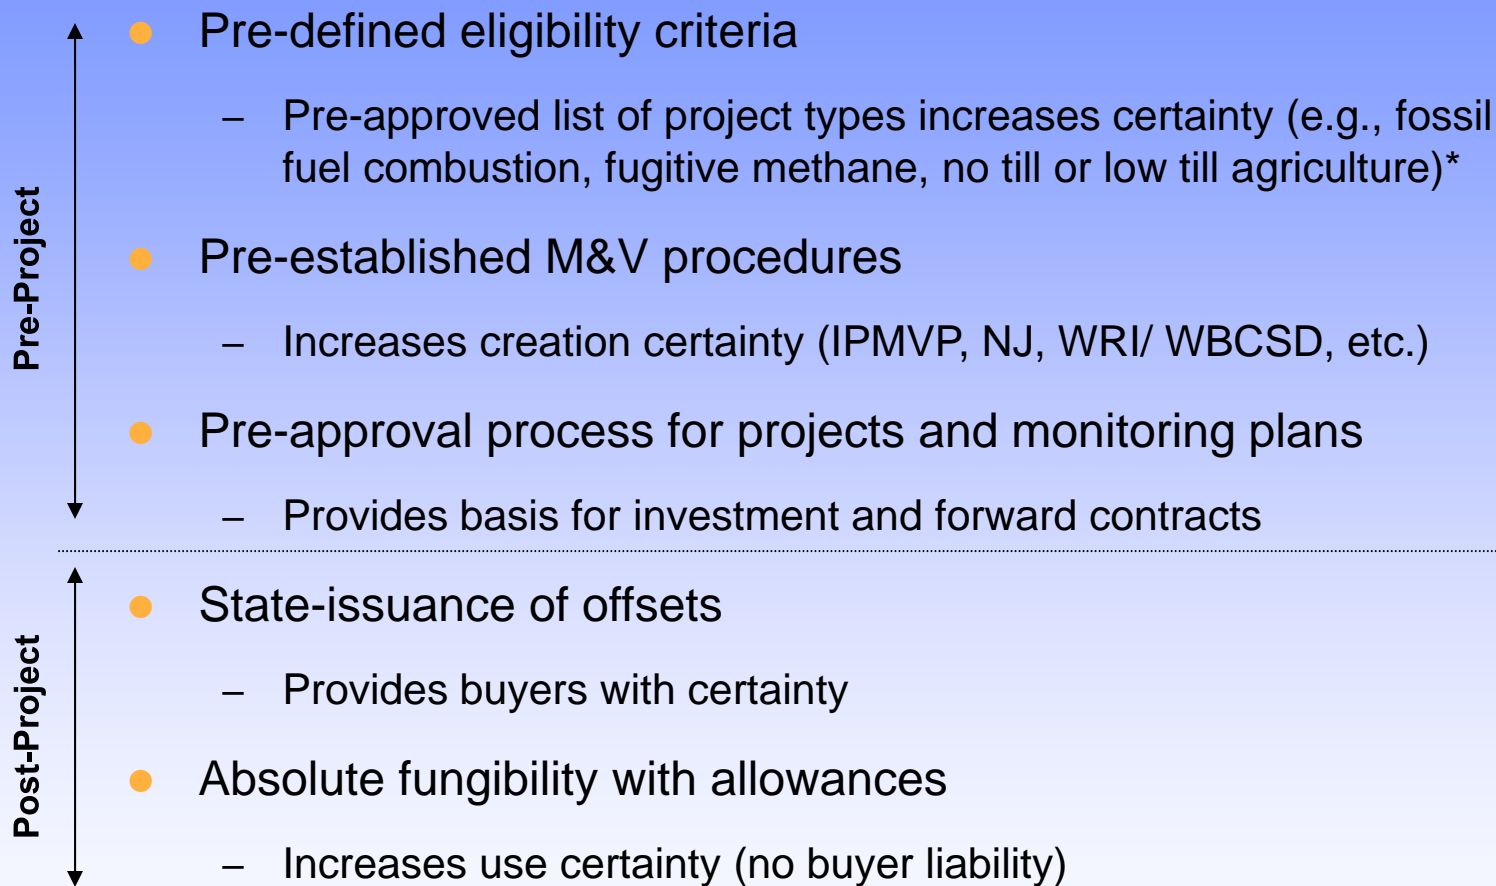 Pre-Project
Pre-defined eligibility criteria
– Pre-approved list of project types increases certainty (e.g., fossil
fuel combustion, fugitive methane, no till or low till agriculture)*
Pre-established M&V procedures
– Increases creation certainty (IPMVP, NJ, WRI/ WBCSD, etc.)
Pre-approval process for projects and monitoring plans
– Provides basis for investment and forward contracts
Post-Project
State-issuance of offsets
– Provides buyers with certainty
Absolute fungibility with allowances
– Increases use certainty (no buyer liability)